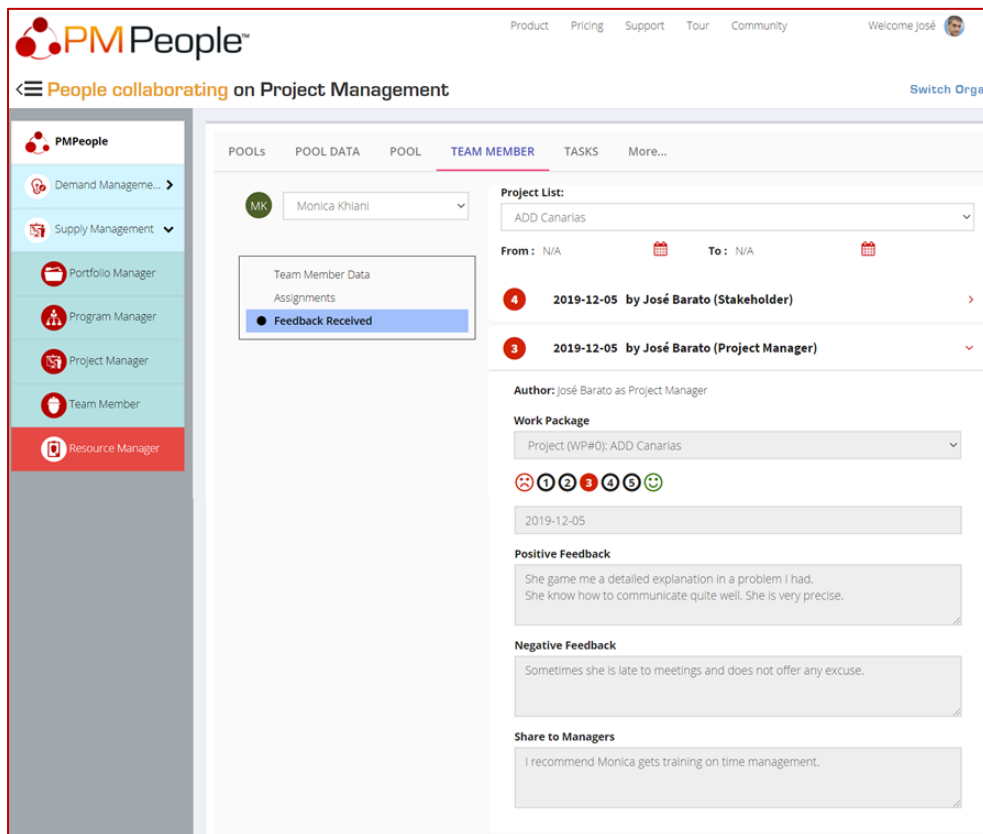 PMPeople™
Product Pricing Support Tour Community Welcome José
People collaborating on Project Management
Switch Orga
PMPeople
Demand Manageme...
Supply Management
Portfolio Manager
Program Manager
Project Manager
Team Member
Resource Manager
POOLs POOL DATA POOL TEAM MEMBER TASKS More...
MK Monica Khiani
Team Member Data
Assignments
Feedback Received
Project List:
ADD Canarias
From : N/A To : N/A
4 2019-12-05 by José Barato (Stakeholder)
3 2019-12-05 by José Barato (Project Manager)
Author: José Barato as Project Manager
Work Package
Project (WP#0): ADD Canarias
1 2 3 4 5
2019-12-05
Positive Feedback
She game me a detailed explanation in a problem I had.
She know how to communicate quite well. She is very precise.
Negative Feedback
Sometimes she is late to meetings and does not offer any excuse.
Share to Managers
I recommend Monica gets training on time management.